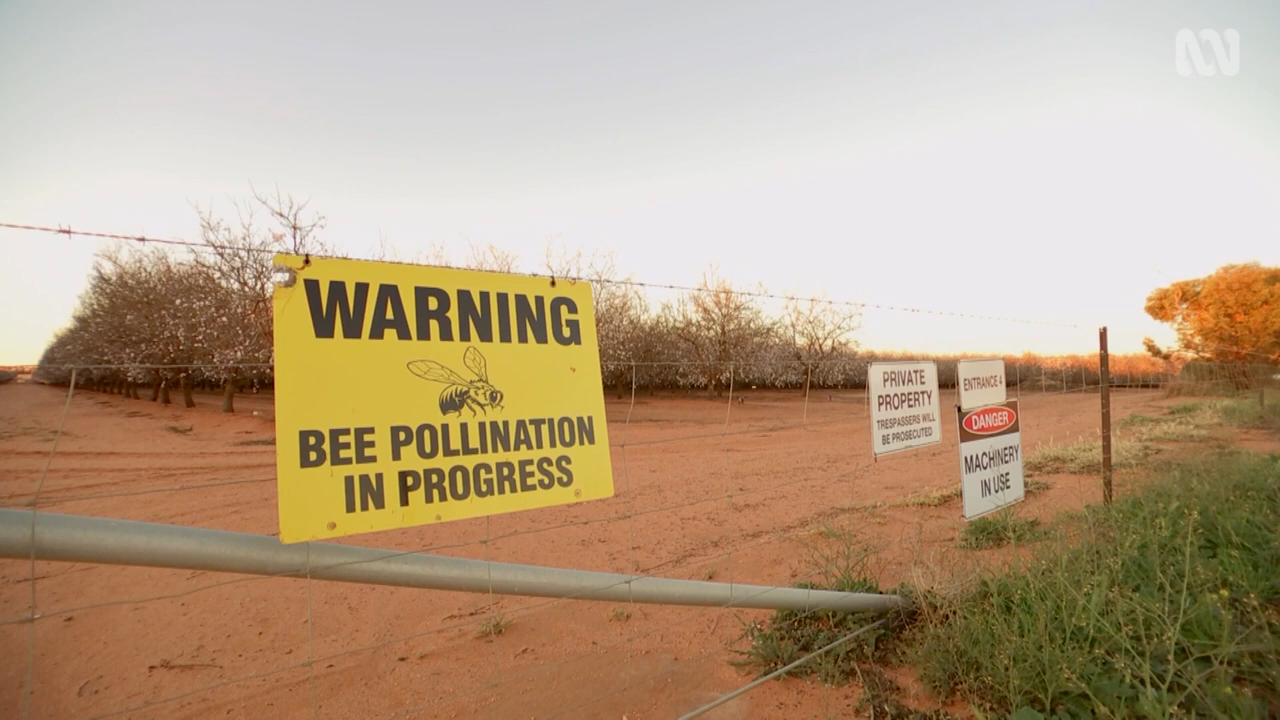 WARNING
BEE POLLINATION
IN PROGRESS
PRIVATE
PROPERTY
TRESPASSERS WILL
BE PROSECUTED
ENTRANCE 4
DANGER
MACHINERY
IN USE